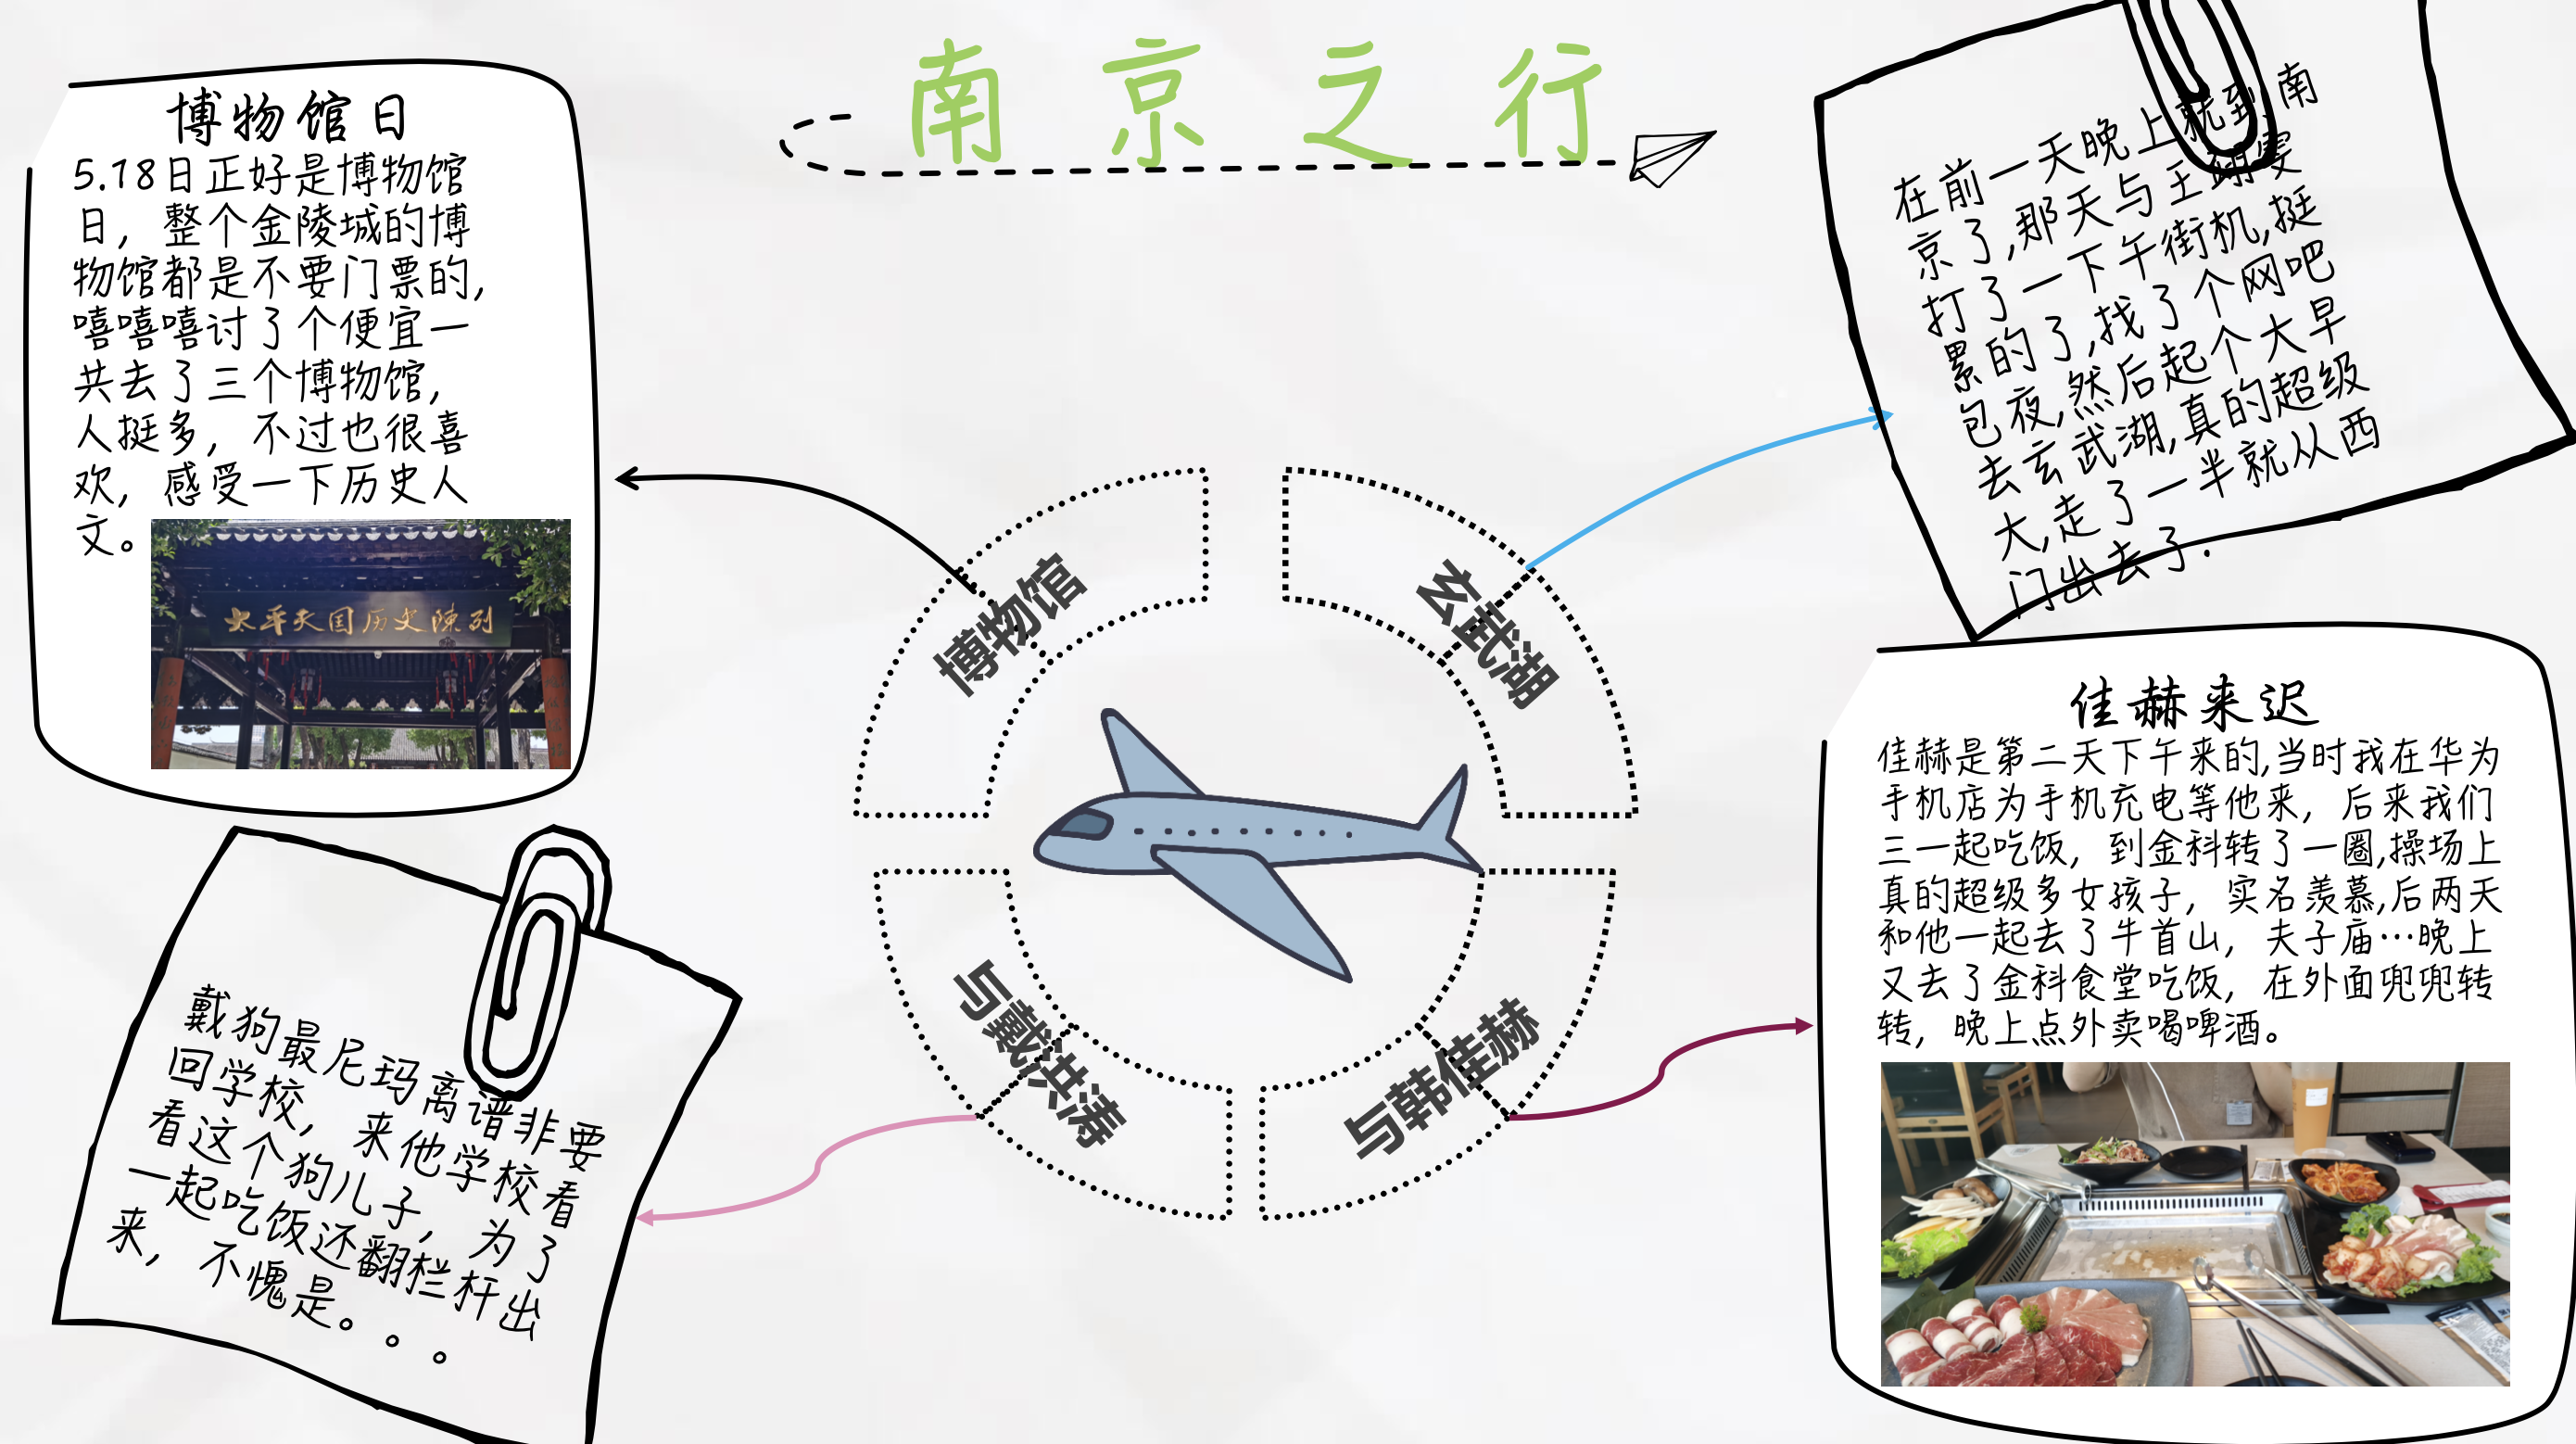 南京之行
博物馆日
5.18日正好是博物馆
日，整个金陵城的博
物馆都是不要门票的，
嘻嘻嘻讨了个便宜一
共去了三个博物馆，
人挺多，不过也很喜
欢，感受一下历史人
文。
太平天国历史陈列
在前一天晚上就到南
京了,那天与王翊雯
打了一下午街机,挺
累的了,找了个网吧
包夜,然后起个大早
去玄武湖,真的超级
大,走了一半就从西
门出去了.
博物馆
玄武湖
与戴洪涛
与韩佳赫
戴狗最尼玛离谱非要
回学校，来他学校看
看这个狗儿子，为了
一起吃饭还翻栏杆出
来，不愧是。。。
佳赫来迟
佳赫是第二天下午来的,当时我在华为
手机店为手机充电等他来，后来我们
三一起吃饭，到金科转了一圈,操场上
真的超级多女孩子，实名羡慕,后两天
和他一起去了牛首山，夫子庙…晚上
又去了金科食堂吃饭，在外面兜兜转
转，晚上点外卖喝啤酒。